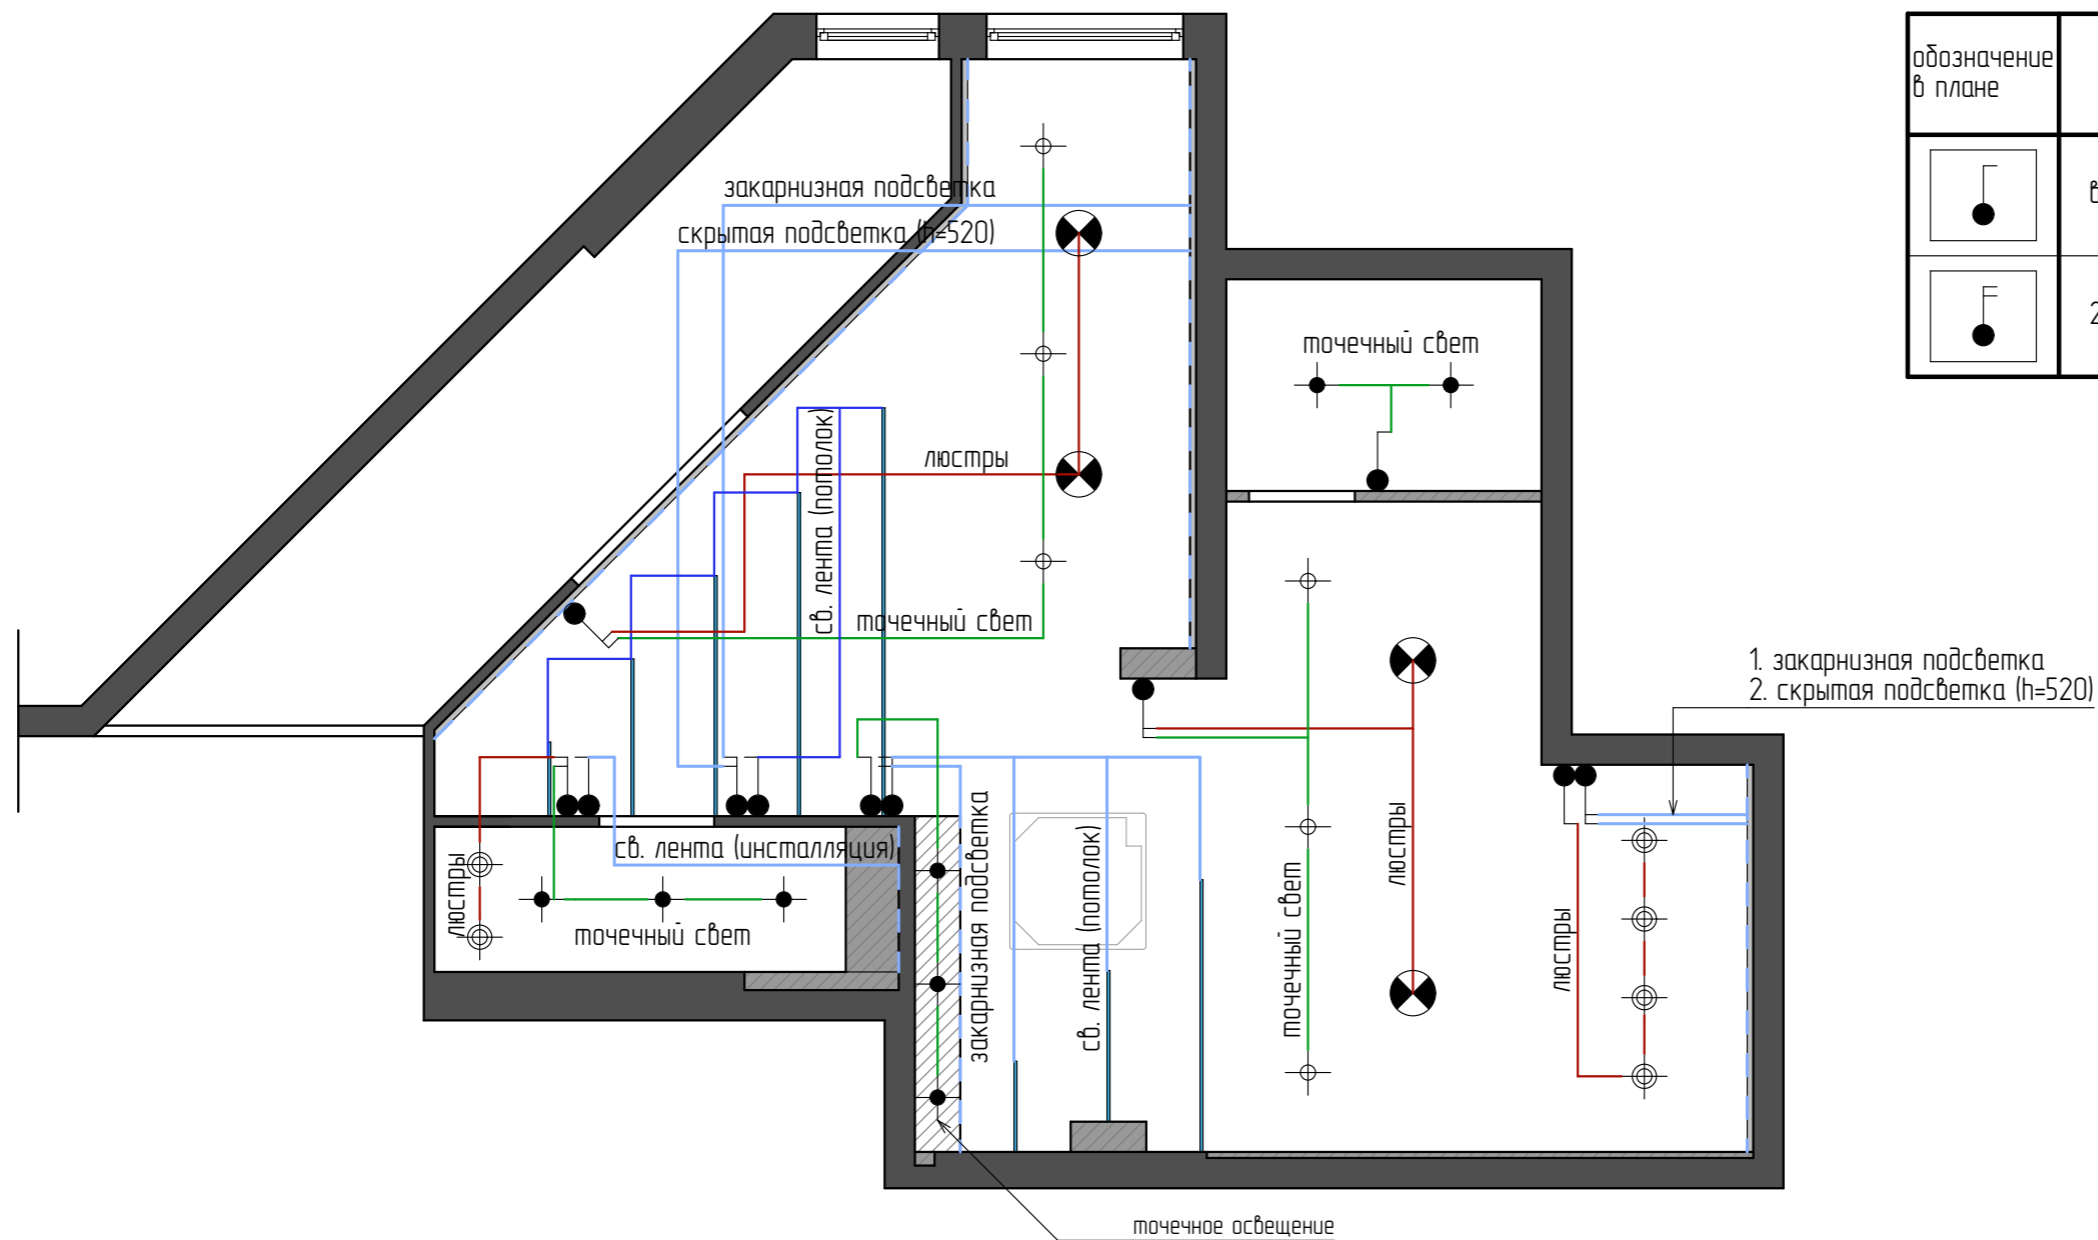 обозначение
в плане
в
2
закарнизная подсветка
скрытая подсветка (h=520)
точечный свет
люстры
св. лента (потолок)
точечный свет
1. закарнизная подсветка
2. скрытая подсветка (h=520)
св. лента (инсталляция)
люстры
точечный свет
закарнизная подсветка
св. лента (потолок)
точечный свет
люстры
люстры
точечное освещение